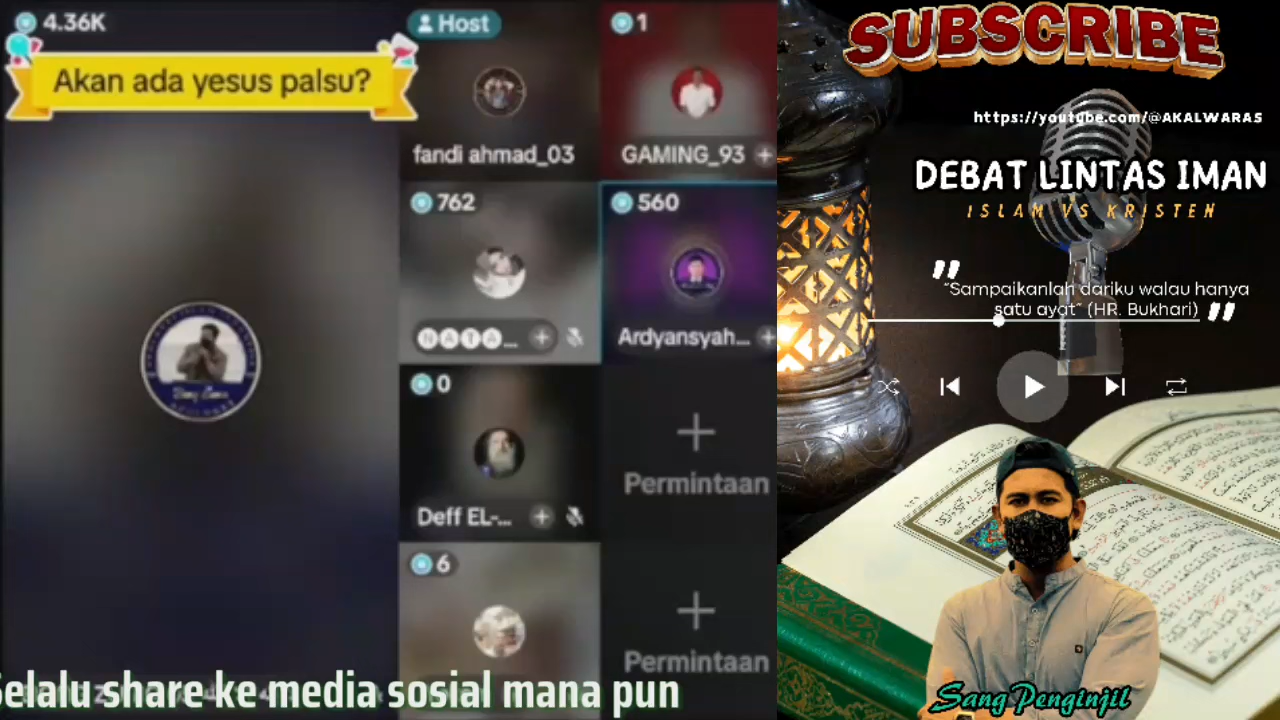 4.36K
Akan ada yesus palsu?
Host
fandi ahmad_03
1
GAMING_93 +
762
NATA... +
560
Ardyansyah... +
0
Deff EL-... +
Permintaan
6
Permintaan
Selalu share ke media sosial mana pun
SUBSCRIBE
https://youtube.com/@AKALWARAS
DEBAT LINTAS IMAN
ISLAM VS KRISTEN
"Sampaikanlah dariku walau hanya
satu ayat" (HR. Bukhari)
Sang Penginjil